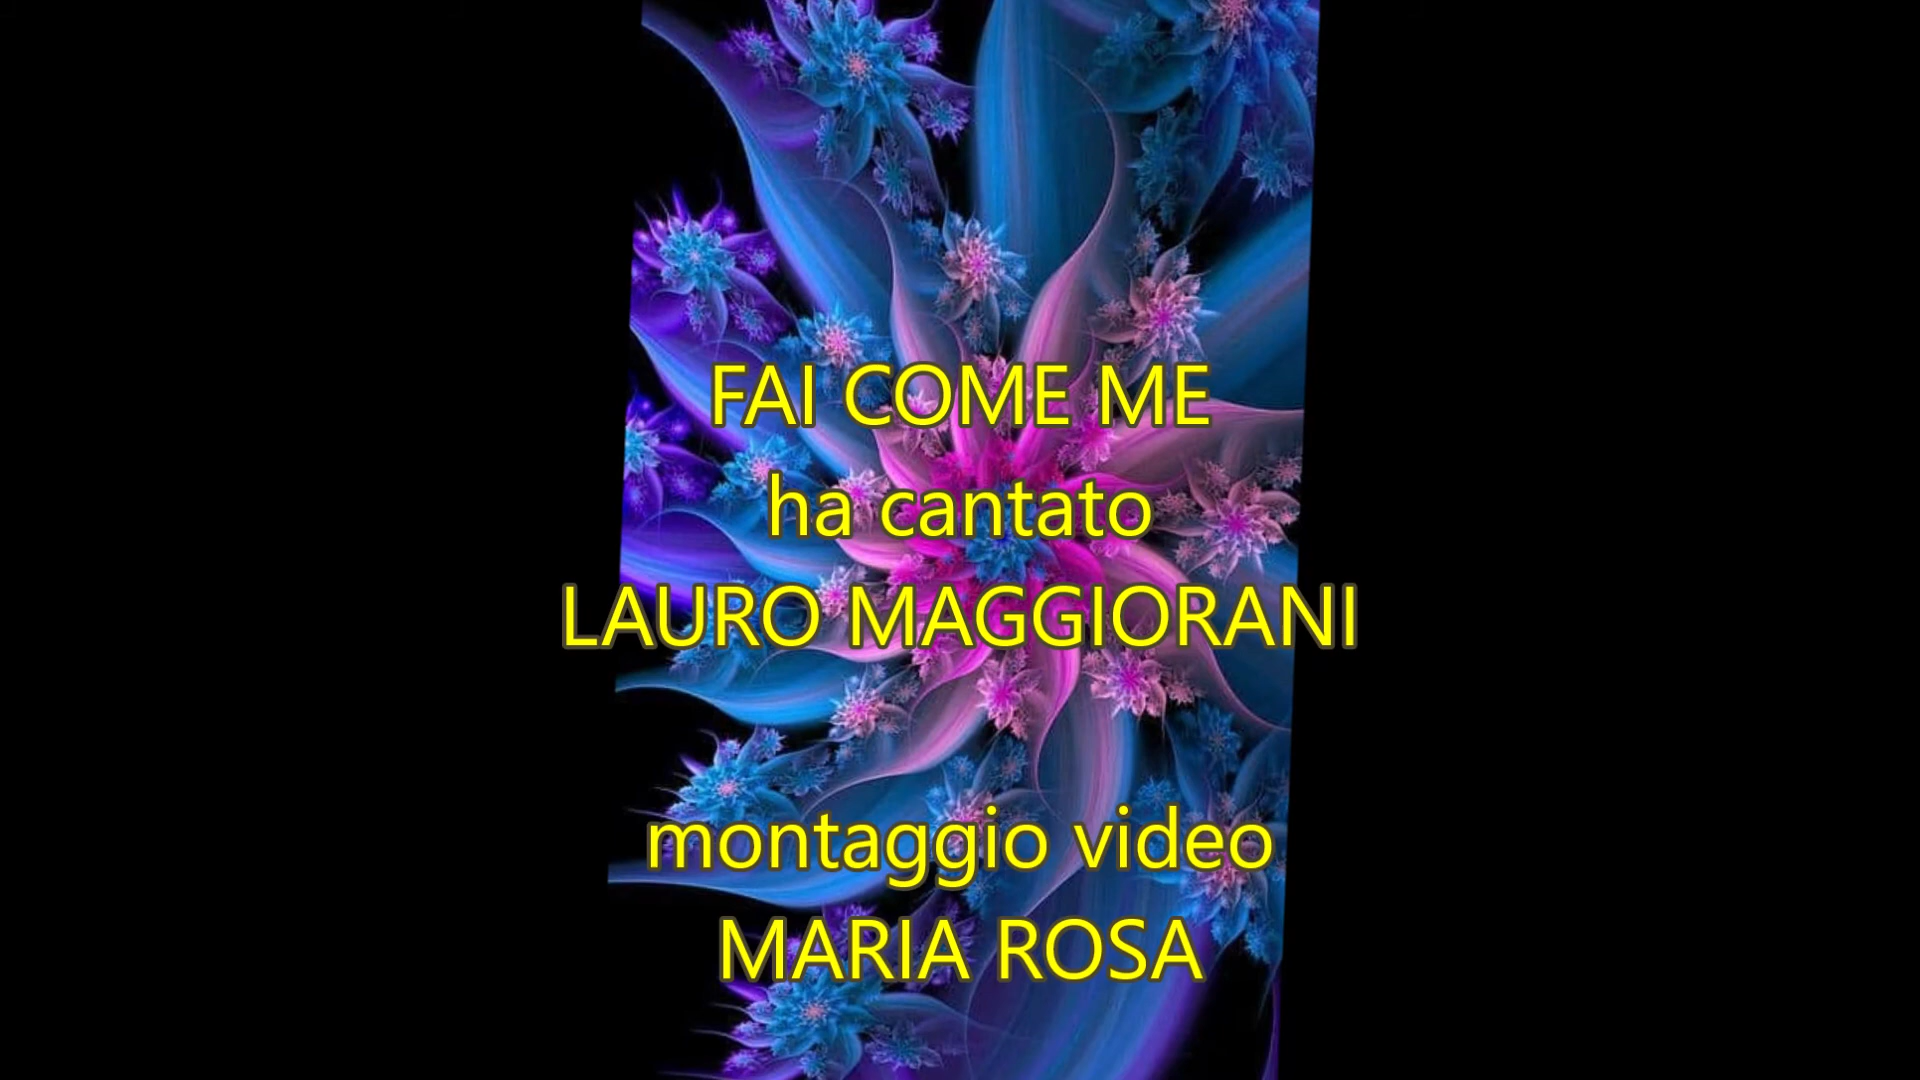 FAI COME ME
ha cantato
LAURO MAGGIORANI
montaggio video
MARIA ROSA